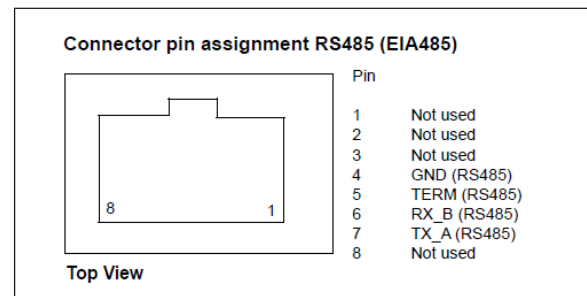 Connector pin assignment RS485 (EIA485)
Pin
1 Not used
2 Not used
3 Not used
4 GND (RS485)
5 TERM (RS485)
6 RX_B (RS485)
7 TX_A (RS485)
8 Not used
8 1
Top View